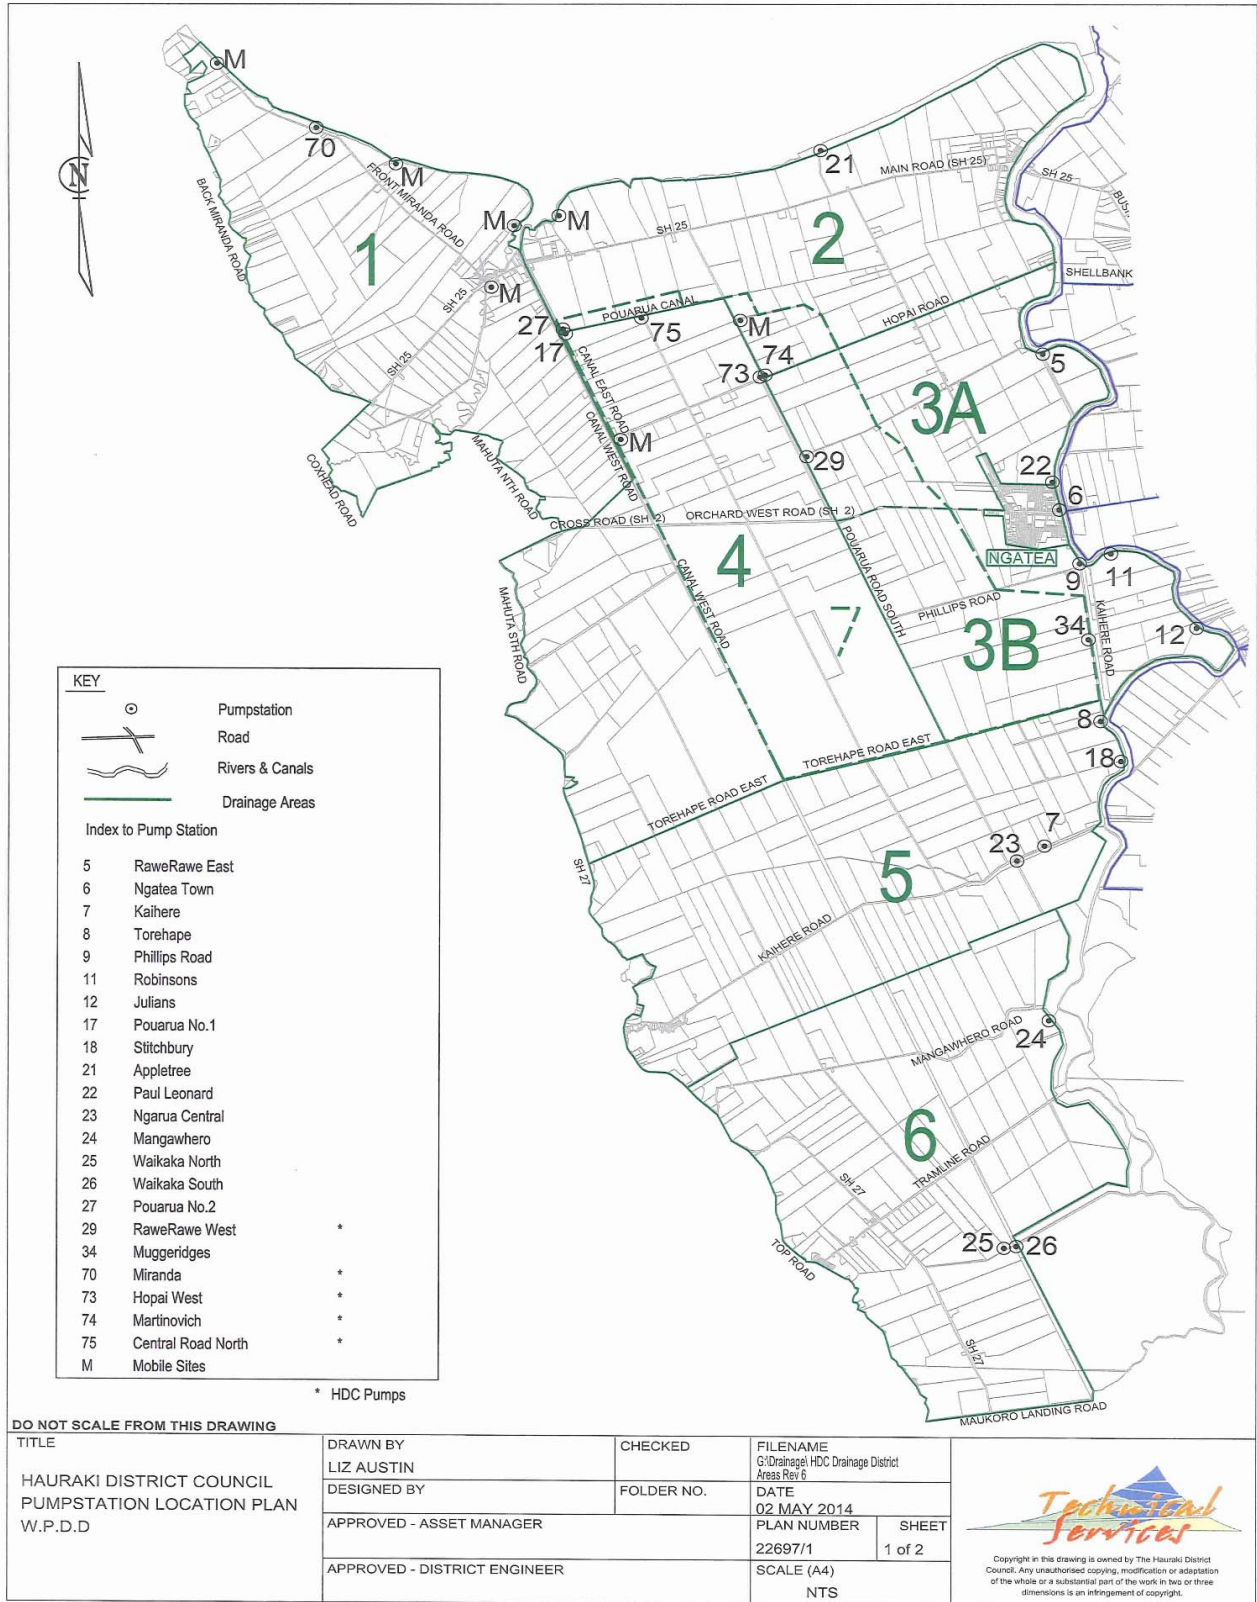 M
70
M
21
MAIN ROAD (SH 25)
SH 25
FRONT MIRANDA ROAD
BACK MIRANDA ROAD
M
M
SH 25
1
2
SHELLBANK
M
SH 25
POUARUA CANAL
HOPAI ROAD
27
17
75
M
74
73
5
SH 25
CANAL EAST ROAD
CANAL WEST ROAD
3A
M
29
22
6
MAHUTA NTH ROAD
COXHEAD ROAD
CROSS ROAD (SH 2)
ORCHARD WEST ROAD (SH 2)
NGATEA
4
9
11
POUARUA ROAD SOUTH
CANAL WEST ROAD
MAHUTA STH ROAD
7
PHILLIPS ROAD
KAIHERE ROAD
3B
34
12
8
TOREHAPE ROAD EAST
18
TOREHAPE ROAD EAST
7
23
5
SH 27
KAIHERE ROAD
24
MANGAWHERO ROAD
6
TRAMLINE ROAD
SH 27
25
26
TOP ROAD
SH 27
MAUKORO LANDING ROAD
KEY
Pumpstation
Road
Rivers & Canals
Drainage Areas
Index to Pump Station
5 RaweRawe East
6 Ngatea Town
7 Kaihere
8 Torehape
9 Phillips Road
11 Robinsons
12 Julians
17 Pouarua No.1
18 Stitchbury
21 Appletree
22 Paul Leonard
23 Ngarua Central
24 Mangawhero
25 Waikaka North
26 Waikaka South
27 Pouarua No.2
29 RaweRawe West *
34 Muggeridges
70 Miranda *
73 Hopai West *
74 Martinovich *
75 Central Road North *
M Mobile Sites
* HDC Pumps
N
DO NOT SCALE FROM THIS DRAWING
TITLE
HAURAKI DISTRICT COUNCIL
PUMPSTATION LOCATION PLAN
W.P.D.D
DRAWN BY
LIZ AUSTIN
DESIGNED BY
APPROVED - ASSET MANAGER
APPROVED - DISTRICT ENGINEER
CHECKED
FOLDER NO.
FILENAME
G:\Drainage\ HDC Drainage District
Areas Rev 6
DATE
02 MAY 2014
PLAN NUMBER
22697/1
SHEET
1 of 2
SCALE (A4)
NTS
Technical
Services
Copyright in this drawing is owned by The Hauraki District
Council. Any unauthorised copying, modification or adaptation
of the whole or a substantial part of the work in two or three
dimensions is an infringement of copyright.